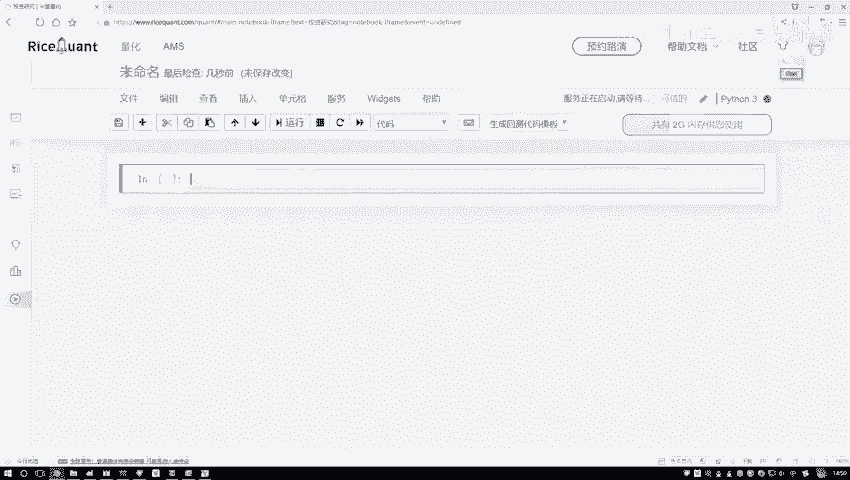 投资研究
https://www.ricequant.com/quant/#main-notebook-iframe|text=投资研究&tag=notebook-iframe&event=undefined
RiceQuant 量化 AMS 预约路演 帮助文档 社区
未命名 最后检查: 几秒前 (未保存改变)
文件 编辑 查看 插入 单元格 服务 Widgets 帮助 服务正在启动,请等待... 可信的 Python 3
运行 代码 生成回测代码模板 共有 2G 内存供您使用
In [ ]:
14:59